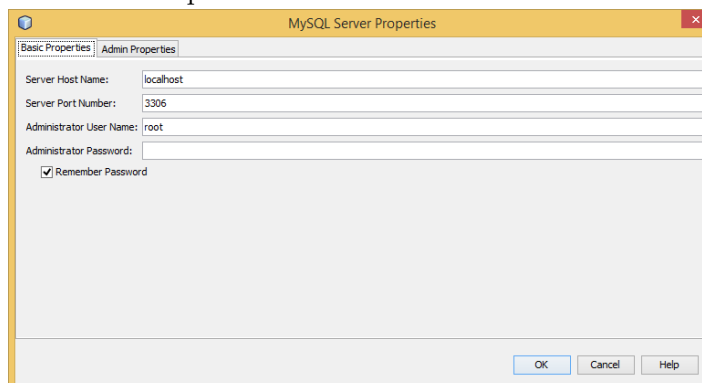 MySQL Server Properties
Basic Properties Admin Properties
Server Host Name: localhost
Server Port Number: 3306
Administrator User Name: root
Administrator Password:
Remember Password
OK Cancel Help